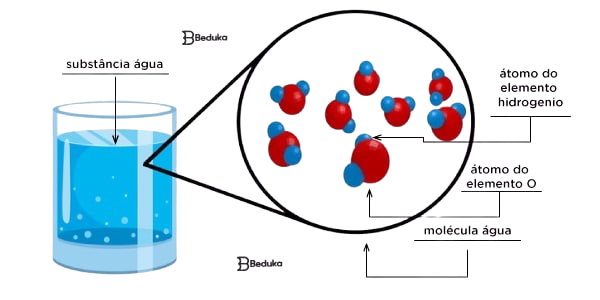 Beduka
substância água
átomo do
elemento
hidrogenio
átomo do
elemento O
molécula água
Beduka